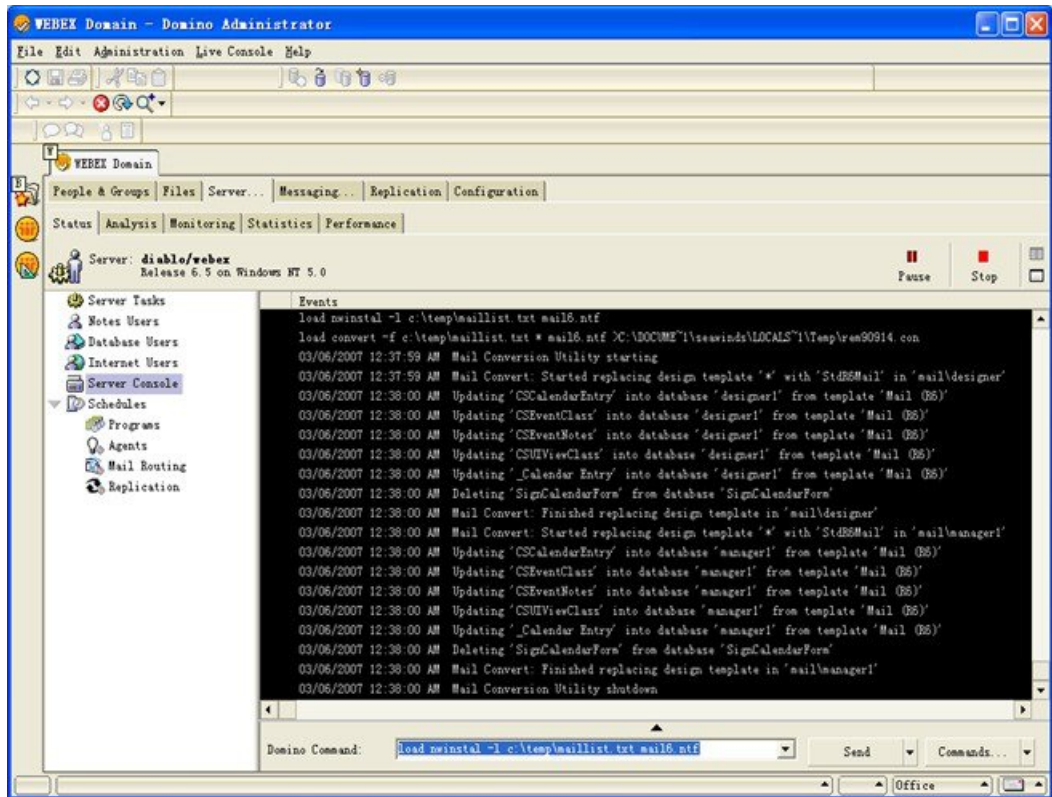 WEBEX Domain - Domino Administrator
File Edit Administration Live Console Help
WEBEX Domain
People & Groups Files Server... Messaging... Replication Configuration
Status Analysis Monitoring Statistics Performance
Server: diablo/webex
Release 6.5 on Windows NT 5.0
Pause Stop
Server Tasks
Notes Users
Database Users
Internet Users
Server Console
Schedules
Programs
Agents
Mail Routing
Replication
Events
load nwinstal -l c:\temp\maillist.txt mail6.ntf
load convert -f c:\temp\maillist.txt * mail6.ntf >C:\DOCUME~1\seawinds\LOCALS~1\Temp\rem90914.con
03/06/2007 12:37:59 AM Mail Conversion Utility starting
03/06/2007 12:37:59 AM Mail Convert: Started replacing design template '*' with 'StdR6Mail' in 'mail\designer'
03/06/2007 12:38:00 AM Updating 'CSCalendarEntry' into database 'designer1' from template 'Mail (R6)'
03/06/2007 12:38:00 AM Updating 'CSEventClass' into database 'designer1' from template 'Mail (R6)'
03/06/2007 12:38:00 AM Updating 'CSEventNotes' into database 'designer1' from template 'Mail (R6)'
03/06/2007 12:38:00 AM Updating 'CSUIViewClass' into database 'designer1' from template 'Mail (R6)'
03/06/2007 12:38:00 AM Updating '_Calendar Entry' into database 'designer1' from template 'Mail (R6)'
03/06/2007 12:38:00 AM Deleting 'SignCalendarForm' from database 'SignCalendarForm'
03/06/2007 12:38:00 AM Mail Convert: Finished replacing design template in 'mail\designer'
03/06/2007 12:38:00 AM Mail Convert: Started replacing design template '*' with 'StdR6Mail' in 'mail\manager1'
03/06/2007 12:38:00 AM Updating 'CSCalendarEntry' into database 'manager1' from template 'Mail (R6)'
03/06/2007 12:38:00 AM Updating 'CSEventClass' into database 'manager1' from template 'Mail (R6)'
03/06/2007 12:38:00 AM Updating 'CSEventNotes' into database 'manager1' from template 'Mail (R6)'
03/06/2007 12:38:00 AM Updating 'CSUIViewClass' into database 'manager1' from template 'Mail (R6)'
03/06/2007 12:38:00 AM Updating '_Calendar Entry' into database 'manager1' from template 'Mail (R6)'
03/06/2007 12:38:00 AM Deleting 'SignCalendarForm' from database 'SignCalendarForm'
03/06/2007 12:38:00 AM Mail Convert: Finished replacing design template in 'mail\manager1'
03/06/2007 12:38:00 AM Mail Conversion Utility shutdown
Domino Command: load nwinstal -l c:\temp\maillist.txt mail6.ntf Send Commands...
Office